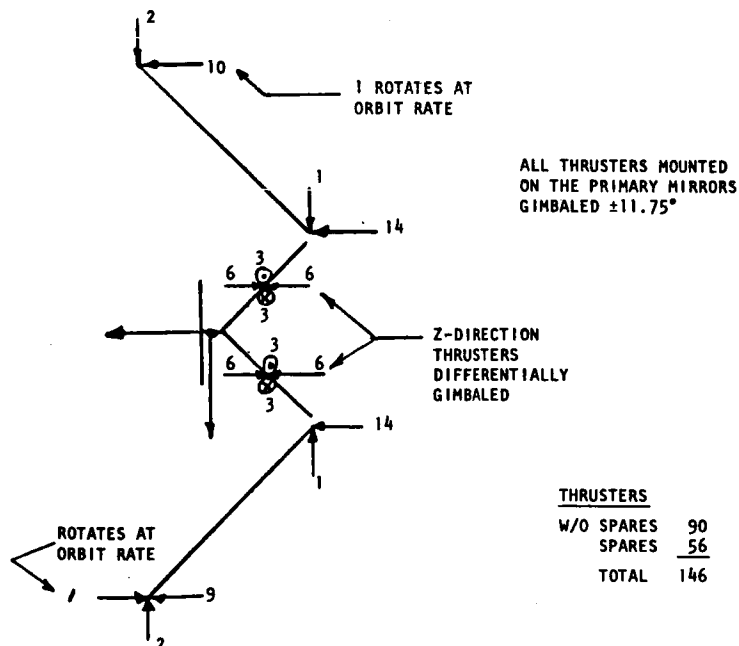 2
10
1 ROTATES AT
ORBIT RATE
1
14
ALL THRUSTERS MOUNTED
ON THE PRIMARY MIRRORS
GIMBALED ±11.75°
3
6
6
3
3
6
6
3
Z-DIRECTION
THRUSTERS
DIFFERENTIALLY
GIMBALED
14
1
ROTATES AT
ORBIT RATE
1
9
2
THRUSTERS
W/O SPARES 90
SPARES 56
TOTAL 146